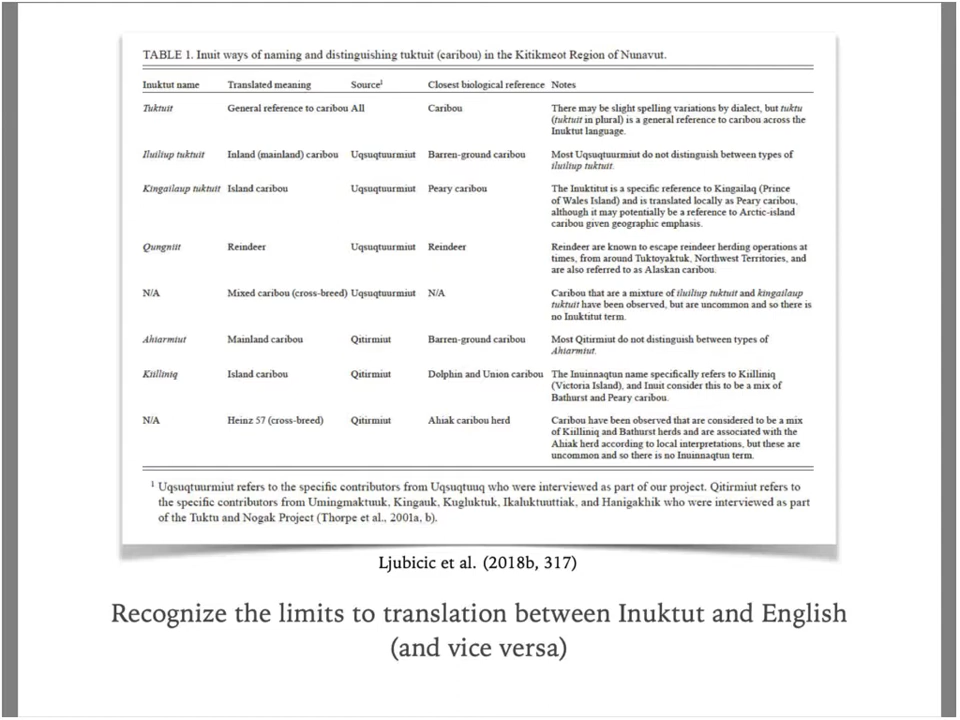 TABLE 1. Inuit ways of naming and distinguishing tuktuit (caribou) in the Kitikmeot Region of Nunavut.
Inuktut name Translated meaning Source¹ Closest biological reference Notes
Tuktuit General reference to caribou All Caribou There may be slight spelling variations by dialect, but tuktu
(tuktuit in plural) is a general reference to caribou across the
Inuktut language.
Iluiliup tuktuit Inland (mainland) caribou Uqsuqtuurmiut Barren-ground caribou Most Uqsuqtuurmiut do not distinguish between types of
iluiliup tuktuit.
Kingailaup tuktuit Island caribou Uqsuqtuurmiut Peary caribou The Inuktitut is a specific reference to Kingailaq (Prince
of Wales Island) and is translated locally as Peary caribou,
although it may potentially be a reference to Arctic-island
caribou given geographic emphasis.
Qungniit Reindeer Uqsuqtuurmiut Reindeer Reindeer are known to escape reindeer herding operations at
times, from around Tuktoyaktuk, Northwest Territories, and
are also referred to as Alaskan caribou.
N/A Mixed caribou (cross-breed) Uqsuqtuurmiut N/A Caribou that are a mixture of iluiliup tuktuit and kingailaup
tuktuit have been observed, but are uncommon and so there is
no Inuktitut term.
Ahiarmiut Mainland caribou Qitirmiut Barren-ground caribou Most Qitirmiut do not distinguish between types of
Ahiarmiut.
Kiilliniq Island caribou Qitirmiut Dolphin and Union caribou The Inuinnaqtun name specifically refers to Kiilliniq
(Victoria Island), and Inuit consider this to be a mix of
Bathurst and Peary caribou.
N/A Heinz 57 (cross-breed) Qitirmiut Ahiak caribou herd Caribou have been observed that are considered to be a mix
of Kiilliniq and Bathurst herds and are associated with the
Ahiak herd according to local interpretations, but these are
uncommon and so there is no Inuinnaqtun term.
¹ Uqsuqtuurmiut refers to the specific contributors from Uqsuqtuuq who were interviewed as part of our project. Qitirmiut refers to
the specific contributors from Umingmaktuuk, Kingauk, Kugluktuk, Ikaluktuuttiak, and Hanigakhik who were interviewed as part
of the Tuktu and Nogak Project (Thorpe et al., 2001a, b).
Ljubicic et al. (2018b, 317)
Recognize the limits to translation between Inuktut and English
(and vice versa)